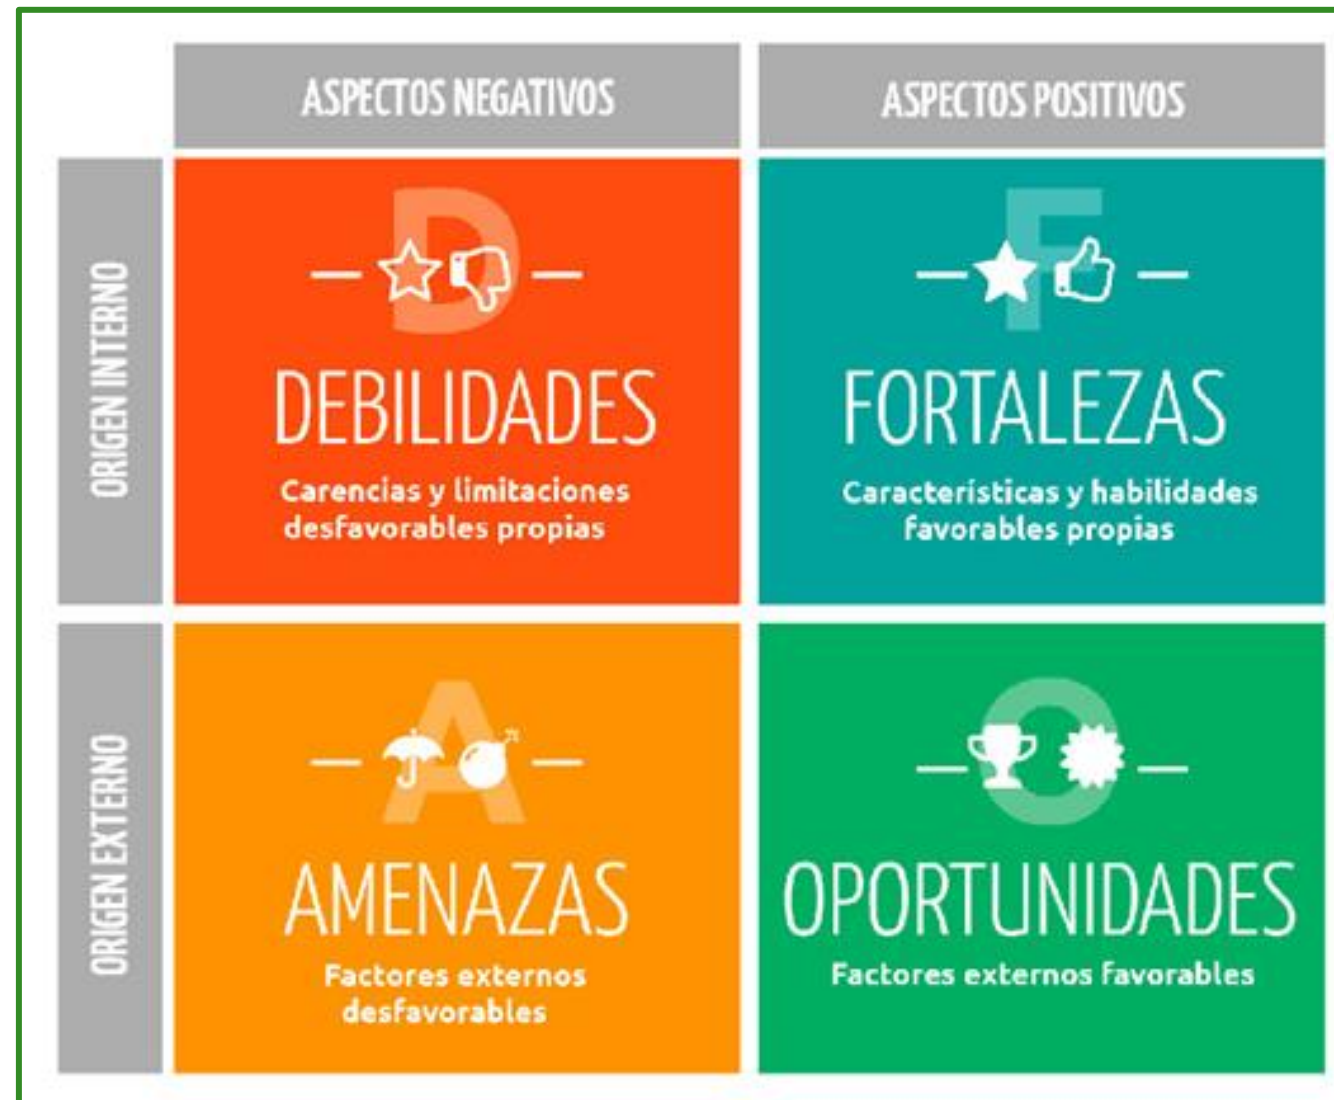 ASPECTOS NEGATIVOS
ASPECTOS POSITIVOS
ORIGEN INTERNO
D
DEBILIDADES
Carencias y limitaciones
desfavorables propias
F
FORTALEZAS
Características y habilidades
favorables propias
ORIGEN EXTERNO
A
AMENAZAS
Factores externos
desfavorables
O
OPORTUNIDADES
Factores externos favorables